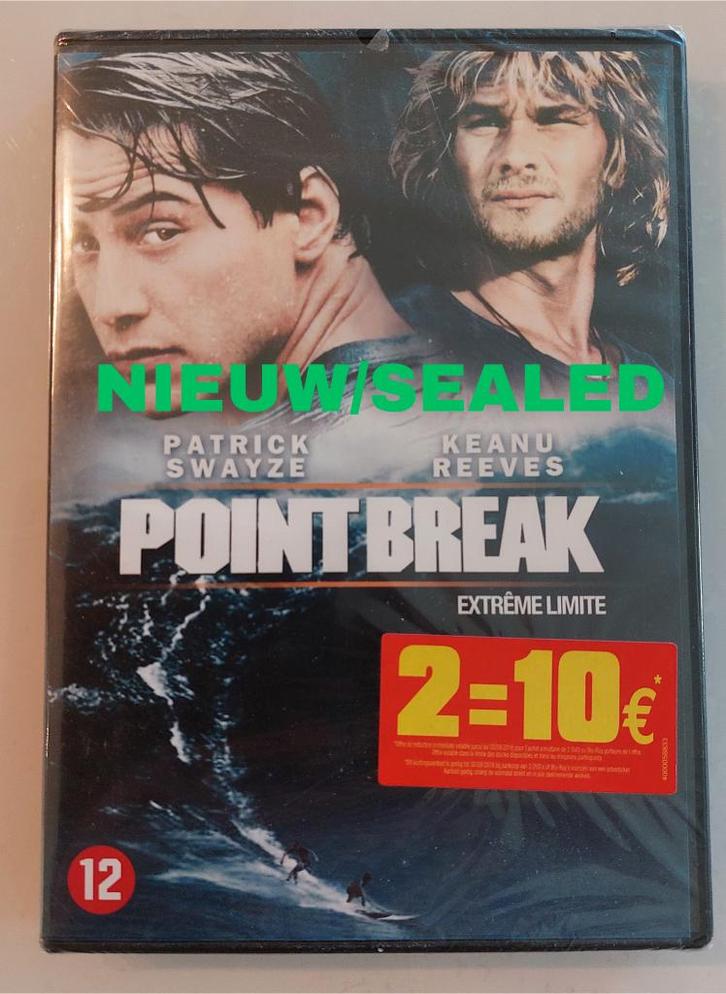 NIEUW/SEALED
PATRICK SWAYZE
KEANU REEVES
POINT BREAK
EXTRÊME LIMITE
2=10€*
12